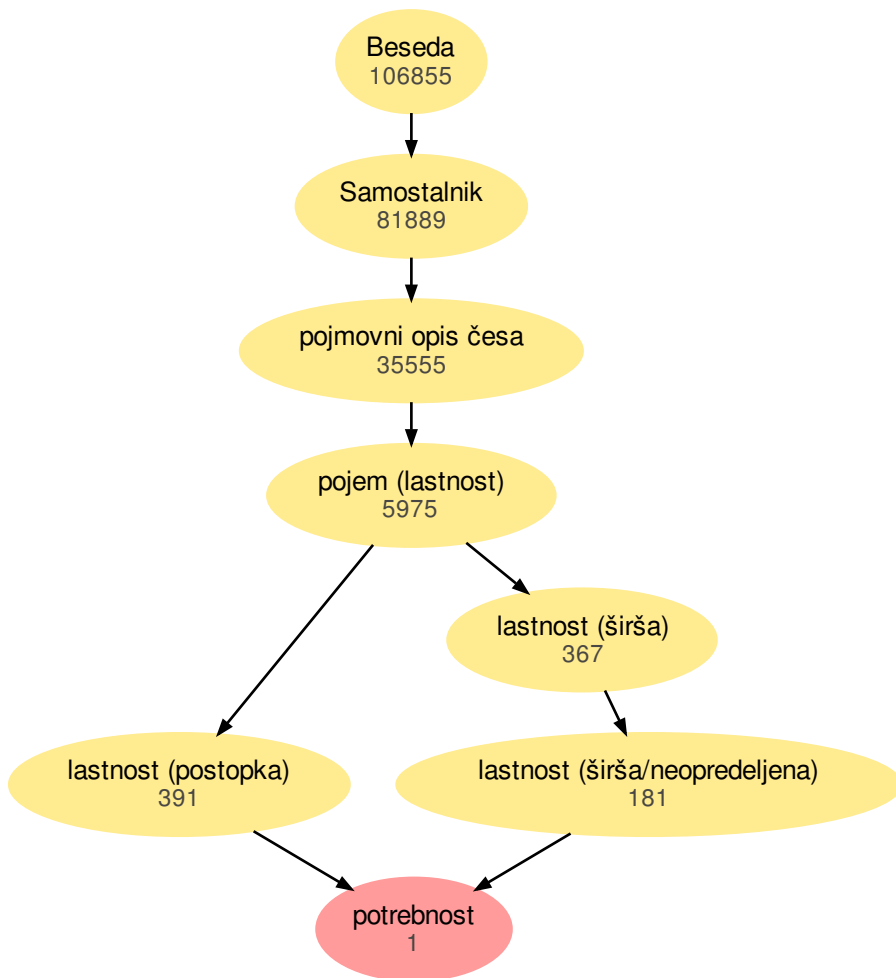 Beseda
106855
Samostalnik
81889
pojmovni opis česa
35555
pojem (lastnost)
5975
lastnost (širša)
367
lastnost (postopka)
391
lastnost (širša/neopredeljena)
181
potrebnost
1